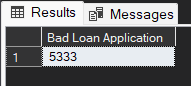 Results Messages
Bad Loan Application
1 5333